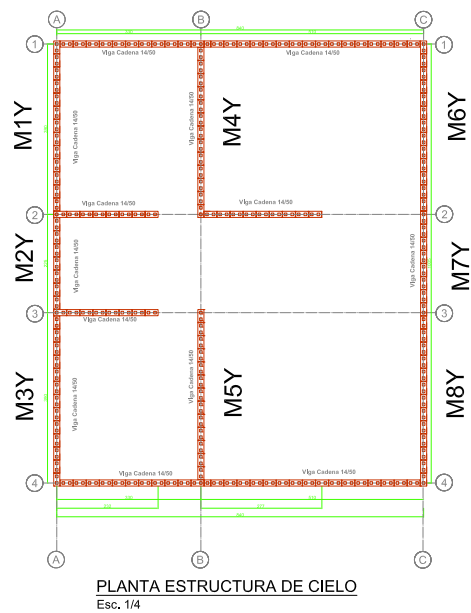 A B C
1 1
Viga Cadena 14/50 Viga Cadena 14/50
M1Y M4Y M6Y
Viga Cadena 14/50
Viga Cadena 14/50
Viga Cadena 14/50 Viga Cadena 14/50
2 2
M2Y M7Y
Viga Cadena 14/50
Viga Cadena 14/50
3 3
Viga Cadena 14/50
M3Y M5Y M8Y
Viga Cadena 14/50
Viga Cadena 14/50
Viga Cadena 14/50 Viga Cadena 14/50
4 4
A B C
PLANTA ESTRUCTURA DE CIELO
Esc. 1/4